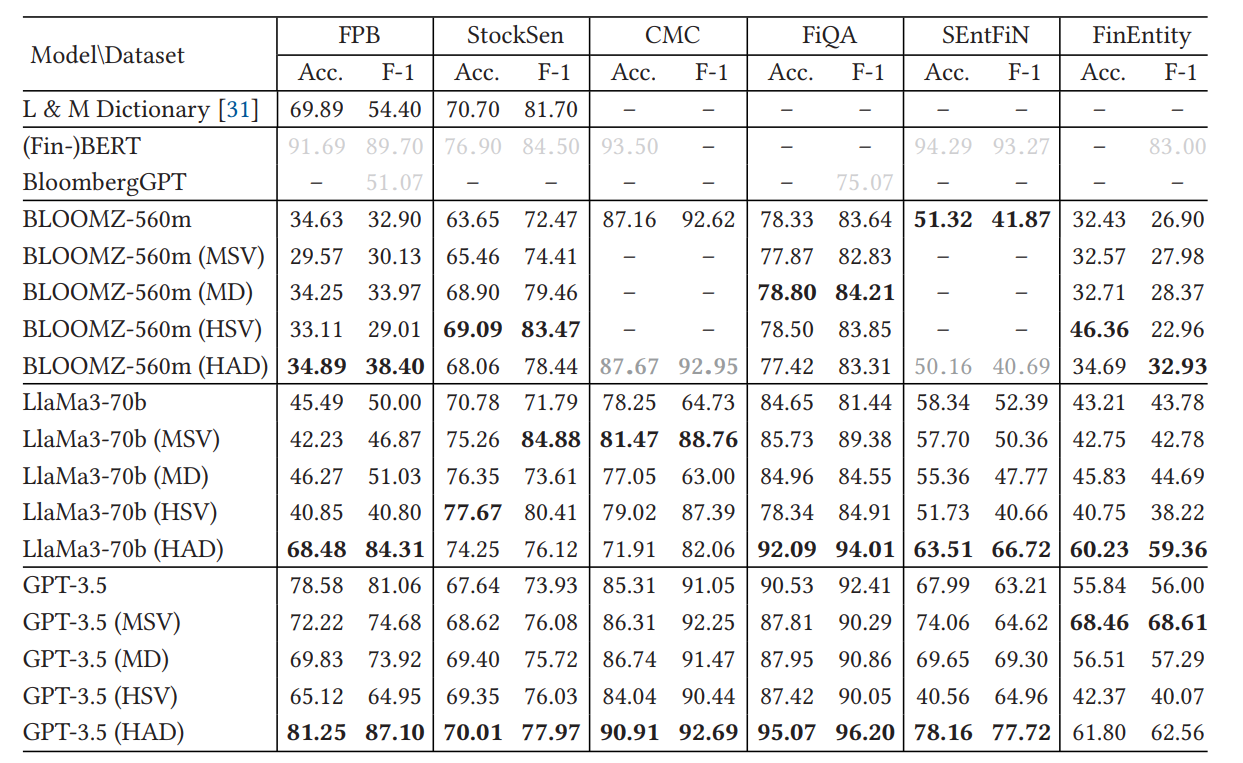 Model\Dataset FPB StockSen CMC FiQA SEntFiN FinEntity
Acc. F-1 Acc. F-1 Acc. F-1 Acc. F-1 Acc. F-1 Acc. F-1
L & M Dictionary [31] 69.89 54.40 70.70 81.70 – – – – – – – –
(Fin-)BERT 91.69 89.70 76.90 84.50 93.50 – – – 94.29 93.27 – 83.00
BloombergGPT – 51.07 – – – – – 75.07 – – – –
BLOOMZ-560m 34.63 32.90 63.65 72.47 87.16 92.62 78.33 83.64 51.32 41.87 32.43 26.90
BLOOMZ-560m (MSV) 29.57 30.13 65.46 74.41 – – 77.87 82.83 – – 32.57 27.98
BLOOMZ-560m (MD) 34.25 33.97 68.90 79.46 – – 78.80 84.21 – – 32.71 28.37
BLOOMZ-560m (HSV) 33.11 29.01 69.09 83.47 – – 78.50 83.85 – – 46.36 22.96
BLOOMZ-560m (HAD) 34.89 38.40 68.06 78.44 87.67 92.95 77.42 83.31 50.16 40.69 34.69 32.93
LlaMa3-70b 45.49 50.00 70.78 71.79 78.25 64.73 84.65 81.44 58.34 52.39 43.21 43.78
LlaMa3-70b (MSV) 42.23 46.87 75.26 84.88 81.47 88.76 85.73 89.38 57.70 50.36 42.75 42.78
LlaMa3-70b (MD) 46.27 51.03 76.35 73.61 77.05 63.00 84.96 84.55 55.36 47.77 45.83 44.69
LlaMa3-70b (HSV) 40.85 40.80 77.67 80.41 79.02 87.39 78.34 84.91 51.73 40.66 40.75 38.22
LlaMa3-70b (HAD) 68.48 84.31 74.25 76.12 71.91 82.06 92.09 94.01 63.51 66.72 60.23 59.36
GPT-3.5 78.58 81.06 67.64 73.93 85.31 91.05 90.53 92.41 67.99 63.21 55.84 56.00
GPT-3.5 (MSV) 72.22 74.68 68.62 76.08 86.31 92.25 87.81 90.29 74.06 64.62 68.46 68.61
GPT-3.5 (MD) 69.83 73.92 69.40 75.72 86.74 91.47 87.95 90.86 69.65 69.30 56.51 57.29
GPT-3.5 (HSV) 65.12 64.95 69.35 76.03 84.04 90.44 87.42 90.05 40.56 64.96 42.37 40.07
GPT-3.5 (HAD) 81.25 87.10 70.01 77.97 90.91 92.69 95.07 96.20 78.16 77.72 61.80 62.56